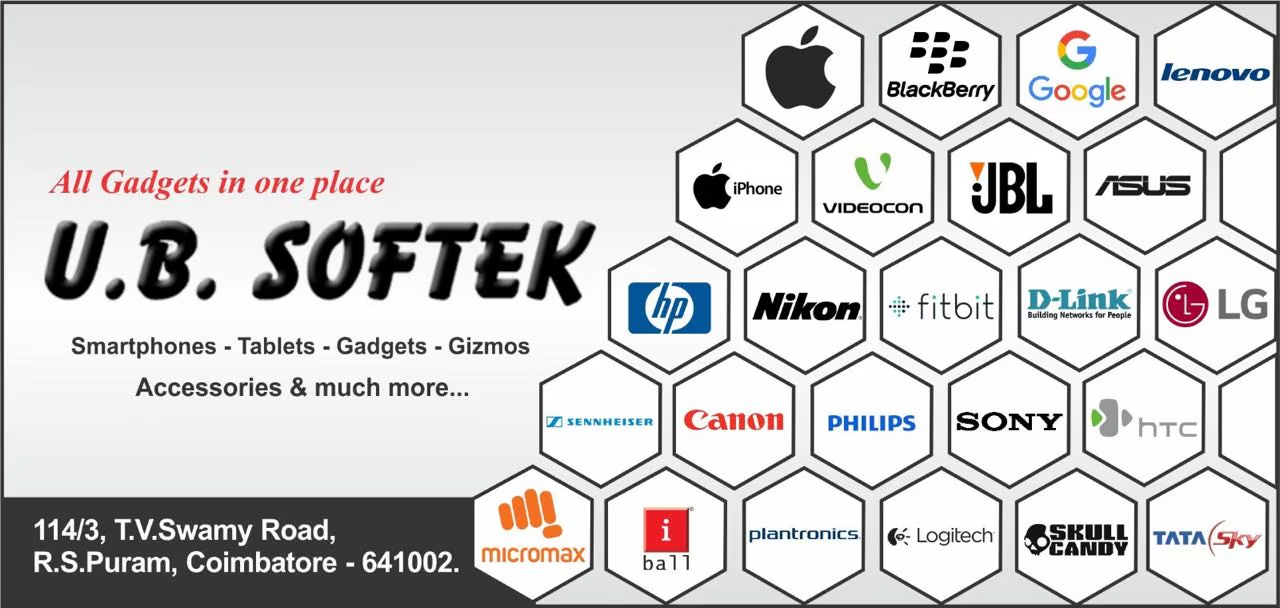 All Gadgets in one place
U.B. SOFTEK
Smartphones - Tablets - Gadgets - Gizmos
Accessories & much more...
114/3, T.V.Swamy Road,
R.S.Puram, Coimbatore - 641002.
BlackBerry
G
Google
lenovo
iPhone
VIDEOCON
JBL
ASUS
hp
Nikon
fitbit
D-Link
Building Networks for People
LG
SENNHEISER
Canon
PHILIPS
SONY
hTC
micromax
i
ball
plantronics
Logitech
SKULL
CANDY
TATA Sky